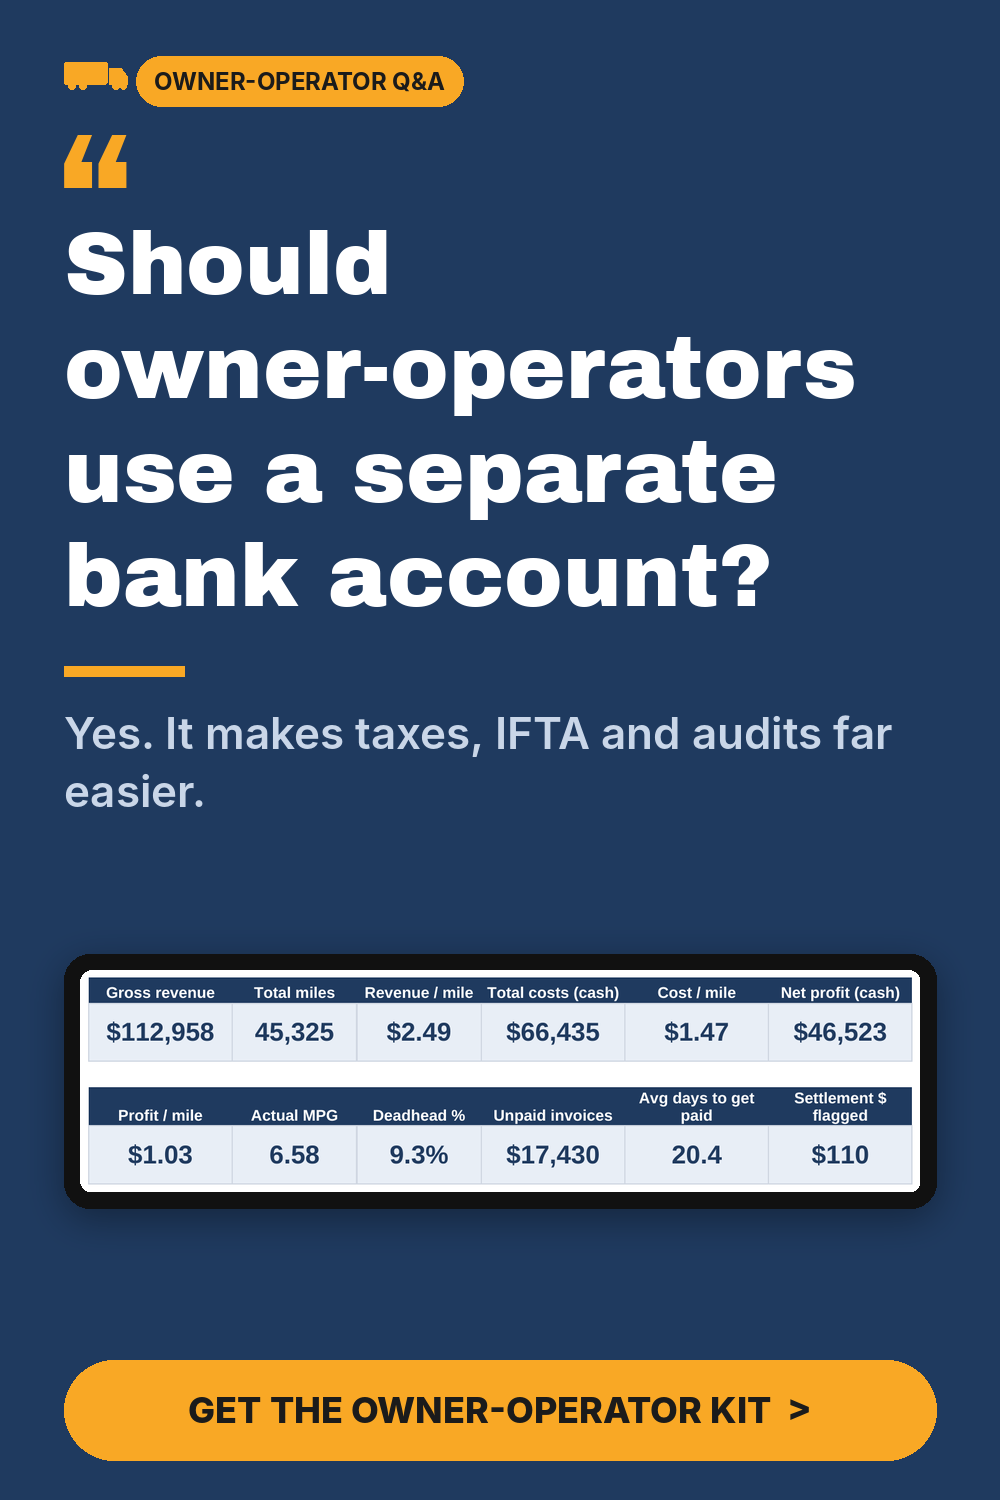 OWNER-OPERATOR Q&A
“
Should
owner-operators
use a separate
bank account?
Yes. It makes taxes, IFTA and audits far
easier.
Gross revenue Total miles Revenue / mile Total costs (cash) Cost / mile Net profit (cash)
$112,958 45,325 $2.49 $66,435 $1.47 $46,523
Profit / mile Actual MPG Deadhead % Unpaid invoices Avg days to get paid Settlement $ flagged
$1.03 6.58 9.3% $17,430 20.4 $110
GET THE OWNER-OPERATOR KIT >